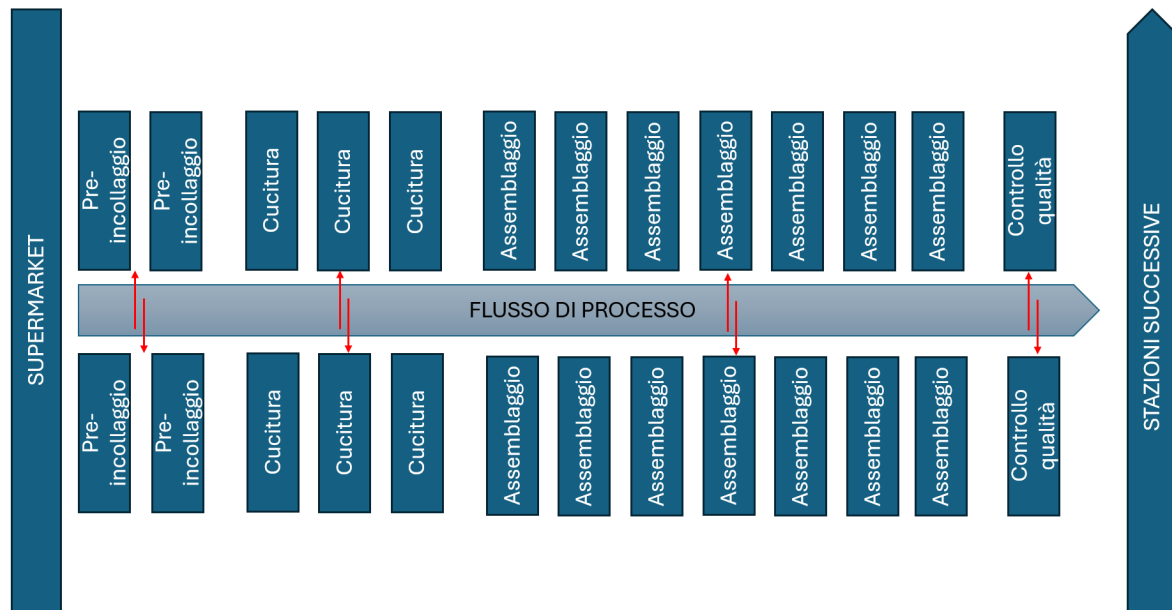 SUPERMARKET
Pre-
incollaggio
Pre-
incollaggio
Cucitura
Cucitura
Cucitura
Assemblaggio
Assemblaggio
Assemblaggio
Assemblaggio
Assemblaggio
Assemblaggio
Assemblaggio
Controllo
qualità
FLUSSO DI PROCESSO
Pre-
incollaggio
Pre-
incollaggio
Cucitura
Cucitura
Cucitura
Assemblaggio
Assemblaggio
Assemblaggio
Assemblaggio
Assemblaggio
Assemblaggio
Assemblaggio
Controllo
qualità
STAZIONI SUCCESSIVE